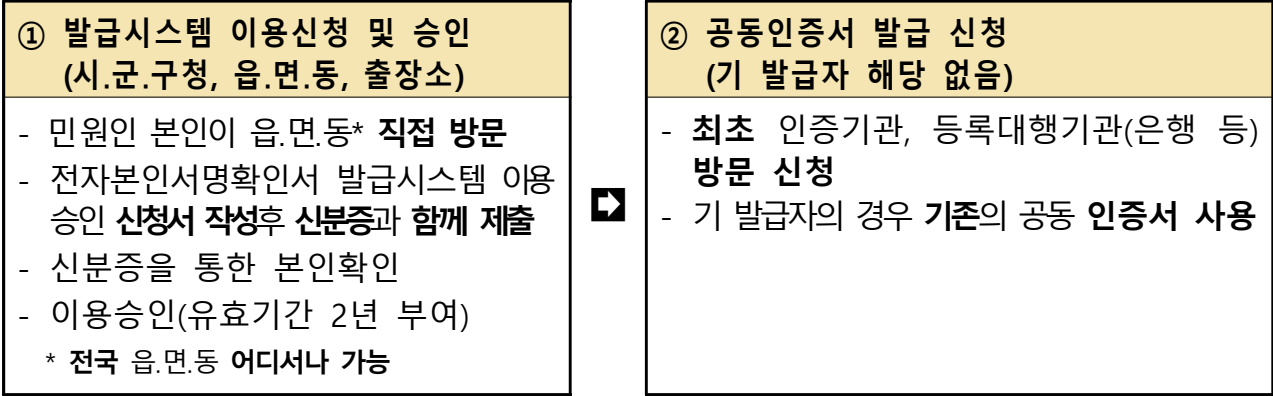 ① 발급시스템 이용신청 및 승인
(시.군.구청, 읍.면.동, 출장소)
- 민원인 본인이 읍.면.동* 직접 방문
- 전자본인서명확인서 발급시스템 이용
승인 신청서 작성후 신분증과 함께 제출
- 신분증을 통한 본인확인
- 이용승인(유효기간 2년 부여)
* 전국 읍.면.동 어디서나 가능
② 공동인증서 발급 신청
(기 발급자 해당 없음)
- 최초 인증기관, 등록대행기관(은행 등)
방문 신청
- 기 발급자의 경우 기존의 공동 인증서 사용